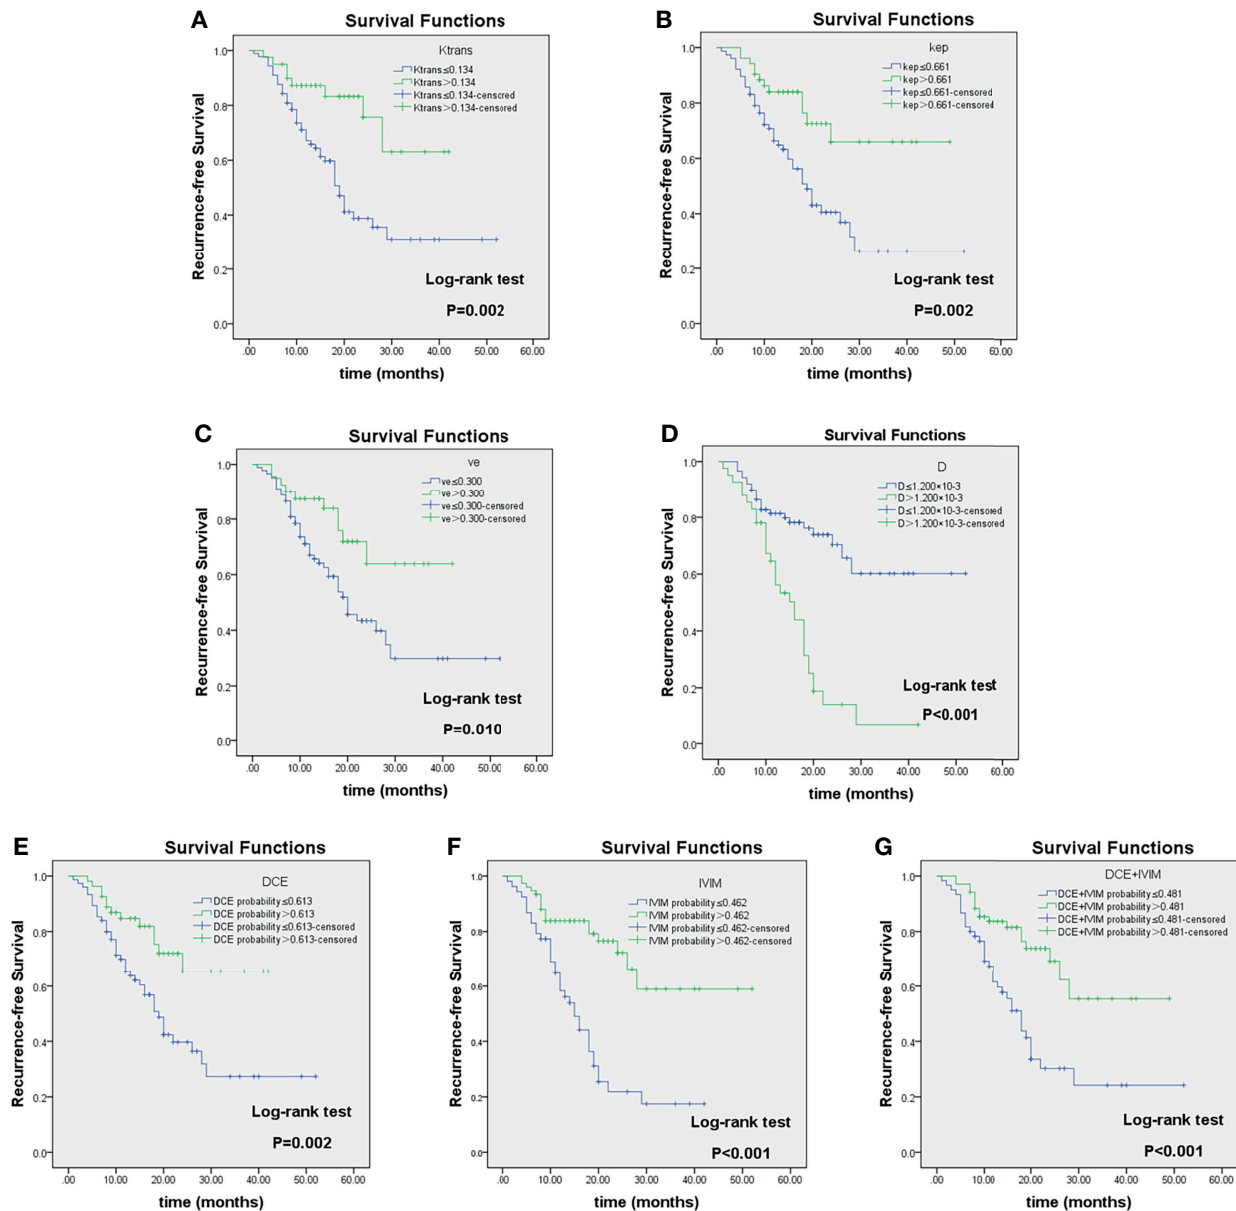 A
Survival Functions
Ktrans
Ktrans≤0.134
Ktrans>0.134
Ktrans≤0.134-censored
Ktrans>0.134-censored
Recurrence-free Survival
1.0
0.8
0.6
0.4
0.2
0.0
Log-rank test
P=0.002
.00 10.00 20.00 30.00 40.00 50.00 60.00
time (months)
B
Survival Functions
kep
kep≤0.661
kep>0.661
kep≤0.661-censored
kep>0.661-censored
Recurrence-free Survival
1.0
0.8
0.6
0.4
0.2
0.0
Log-rank test
P=0.002
.00 10.00 20.00 30.00 40.00 50.00 60.00
time (months)
C
Survival Functions
ve
ve≤0.300
ve>0.300
ve≤0.300-censored
ve>0.300-censored
Recurrence-free Survival
1.0
0.8
0.6
0.4
0.2
0.0
Log-rank test
P=0.010
.00 10.00 20.00 30.00 40.00 50.00 60.00
time (months)
D
Survival Functions
D
D≤1.200×10-3
D>1.200×10-3
D≤1.200×10-3-censored
D>1.200×10-3-censored
Recurrence-free Survival
1.0
0.8
0.6
0.4
0.2
0.0
Log-rank test
P<0.001
.00 10.00 20.00 30.00 40.00 50.00 60.00
time (months)
E
Survival Functions
DCE
DCE probability≤0.613
DCE probability>0.613
DCE probability≤0.613-censored
DCE probability>0.613-censored
Recurrence-free Survival
1.0
0.8
0.6
0.4
0.2
0.0
Log-rank test
P=0.002
.00 10.00 20.00 30.00 40.00 50.00 60.00
time (months)
F
Survival Functions
IVIM
IVIM probability≤0.462
IVIM probability>0.462
IVIM probability≤0.462-censored
IVIM probability>0.462-censored
Recurrence-free Survival
1.0
0.8
0.6
0.4
0.2
0.0
Log-rank test
P<0.001
.00 10.00 20.00 30.00 40.00 50.00 60.00
time (months)
G
Survival Functions
DCE+IVIM
DCE+IVIM probability≤0.481
DCE+IVIM probability>0.481
DCE+IVIM probability≤0.481-censored
DCE+IVIM probability>0.481-censored
Recurrence-free Survival
1.0
0.8
0.6
0.4
0.2
0.0
Log-rank test
P<0.001
.00 10.00 20.00 30.00 40.00 50.00 60.00
time (months)